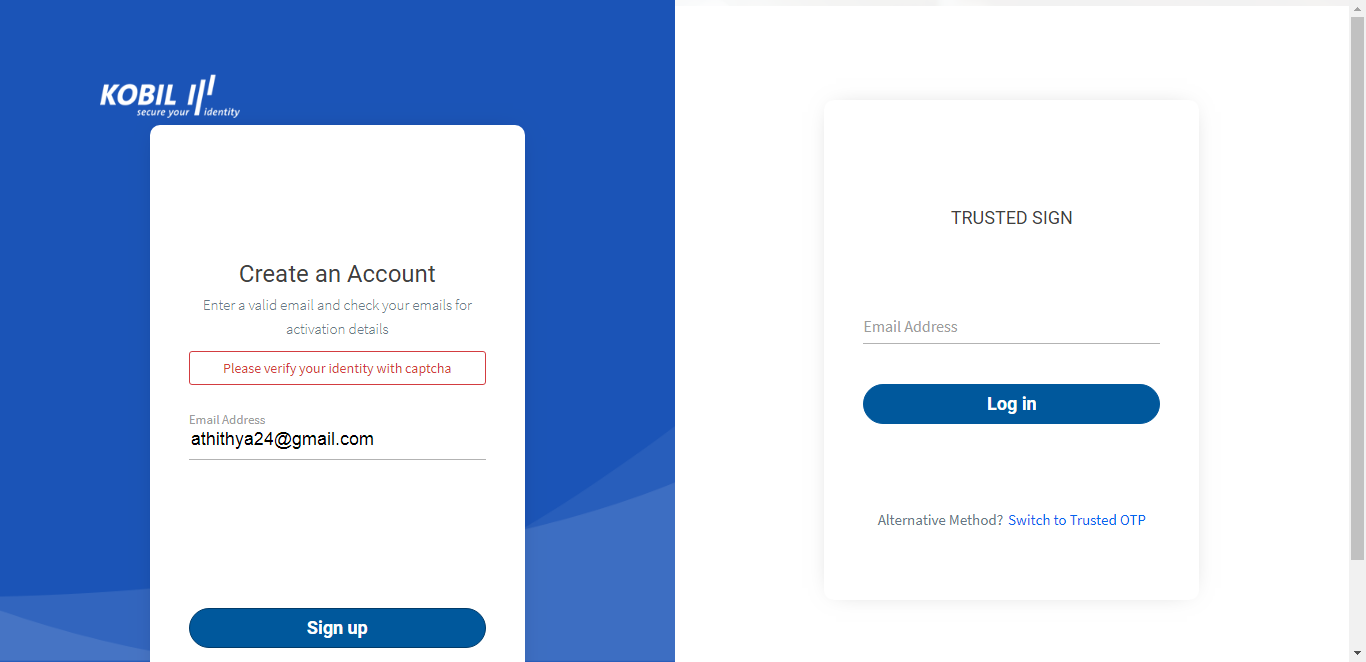 KOBIL
secure your identity
Create an Account
Enter a valid email and check your emails for
activation details
Please verify your identity with captcha
Email Address
athithya24@gmail.com
Sign up
TRUSTED SIGN
Email Address
Log in
Alternative Method? Switch to Trusted OTP